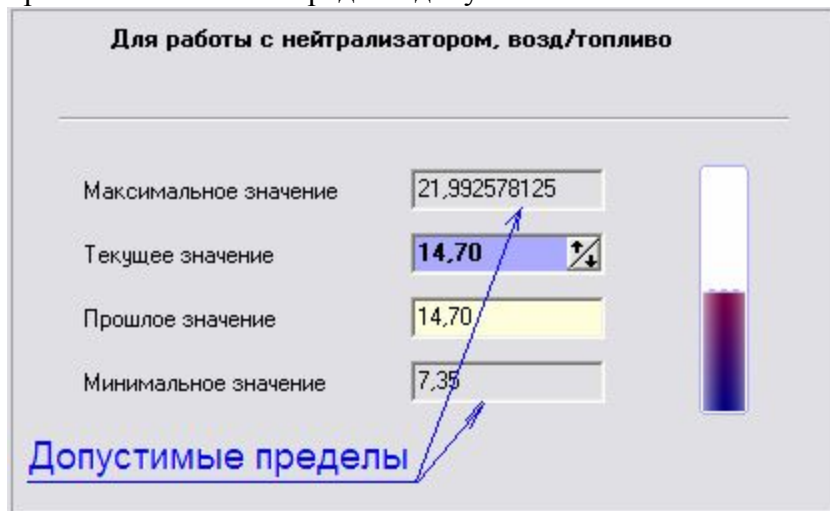 Для работы с нейтрализатором, возд/топливо
Максимальное значение 21,992578125
Текущее значение 14,70
Прошлое значение 14,70
Минимальное значение 7,35
Допустимые пределы